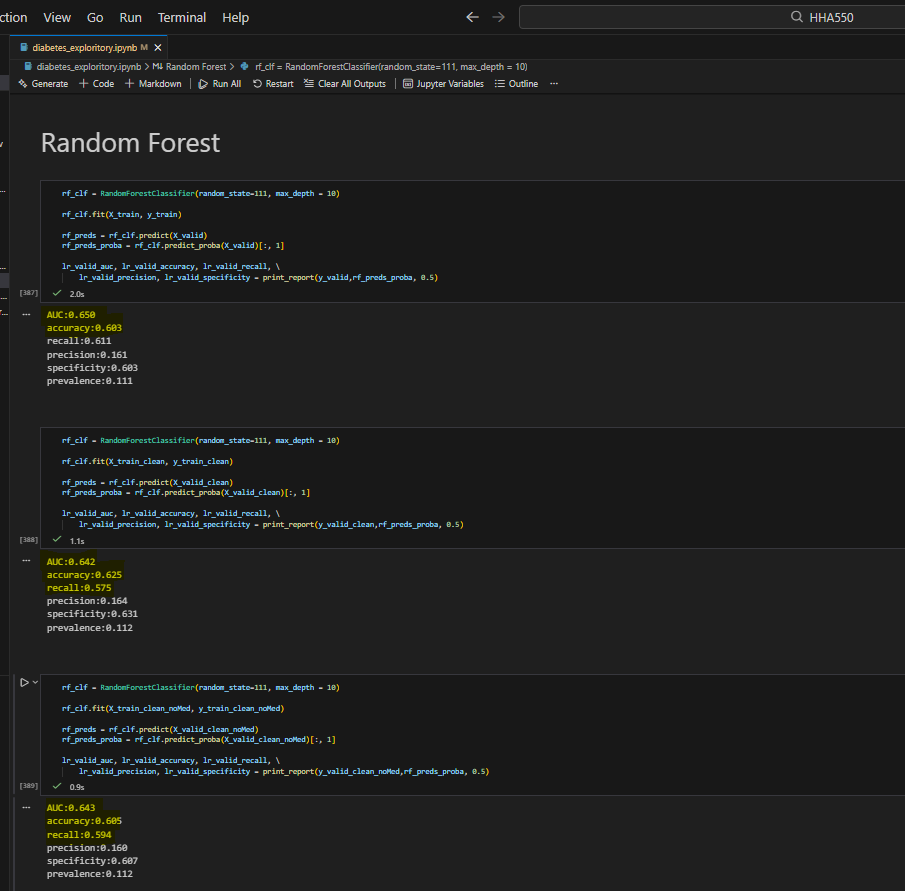 ction View Go Run Terminal Help HHA550
diabetes_exploritory.ipynb M
diabetes_exploritory.ipynb > M↓ Random Forest > rf_clf = RandomForestClassifier(random_state=111, max_depth = 10)
Generate + Code + Markdown Run All Restart Clear All Outputs Jupyter Variables Outline ...
Random Forest
rf_clf = RandomForestClassifier(random_state=111, max_depth = 10)
rf_clf.fit(X_train, y_train)
rf_preds = rf_clf.predict(X_valid)
rf_preds_proba = rf_clf.predict_proba(X_valid)[:, 1]
lr_valid_auc, lr_valid_accuracy, lr_valid_recall, \
lr_valid_precision, lr_valid_specificity = print_report(y_valid,rf_preds_proba, 0.5)
[387] 2.0s
AUC:0.650
accuracy:0.603
recall:0.611
precision:0.161
specificity:0.603
prevalence:0.111
rf_clf = RandomForestClassifier(random_state=111, max_depth = 10)
rf_clf.fit(X_train_clean, y_train_clean)
rf_preds = rf_clf.predict(X_valid_clean)
rf_preds_proba = rf_clf.predict_proba(X_valid_clean)[:, 1]
lr_valid_auc, lr_valid_accuracy, lr_valid_recall, \
lr_valid_precision, lr_valid_specificity = print_report(y_valid_clean,rf_preds_proba, 0.5)
[388] 1.1s
AUC:0.642
accuracy:0.625
recall:0.575
precision:0.164
specificity:0.631
prevalence:0.112
rf_clf = RandomForestClassifier(random_state=111, max_depth = 10)
rf_clf.fit(X_train_clean_noMed, y_train_clean_noMed)
rf_preds = rf_clf.predict(X_valid_clean_noMed)
rf_preds_proba = rf_clf.predict_proba(X_valid_clean_noMed)[:, 1]
lr_valid_auc, lr_valid_accuracy, lr_valid_recall, \
lr_valid_precision, lr_valid_specificity = print_report(y_valid_clean_noMed,rf_preds_proba, 0.5)
[389] 0.9s
AUC:0.643
accuracy:0.605
recall:0.594
precision:0.160
specificity:0.607
prevalence:0.112